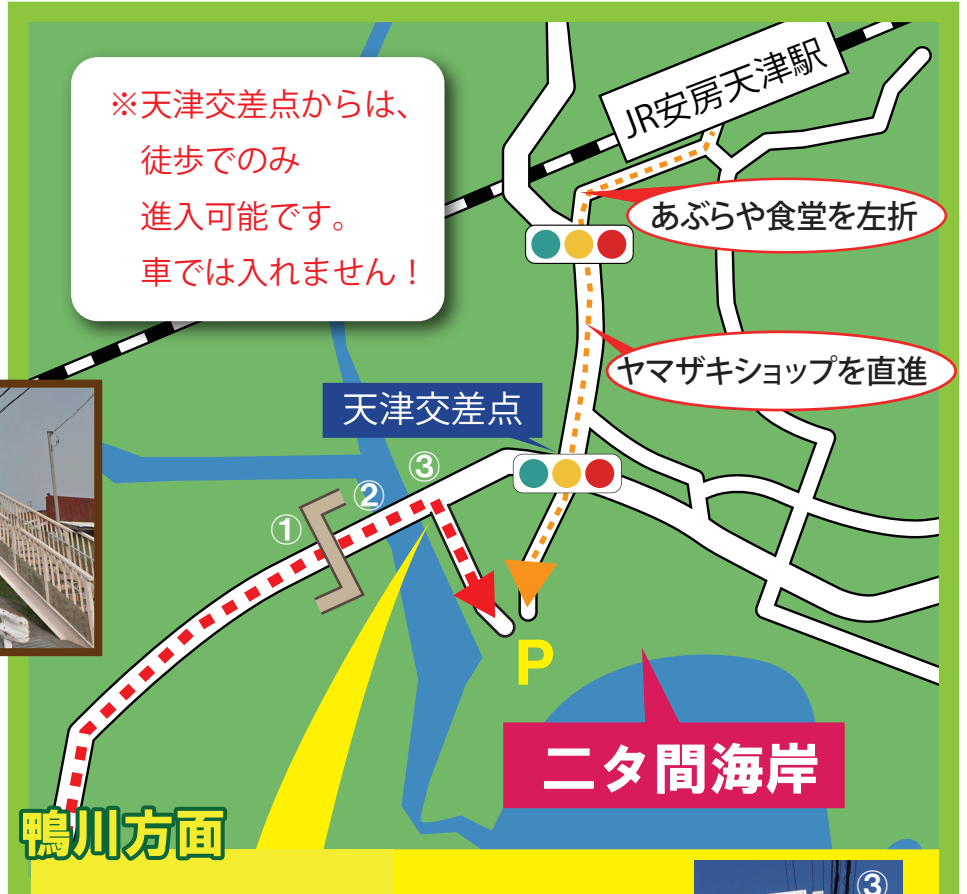 ※天津交差点からは、
徒歩でのみ
進入可能です。
車では入れません！
JR安房天津駅
あぶらや食堂を左折
ヤマザキショップを直進
天津交差点
③
②
①
P
二タ間海岸
鴨川方面
③